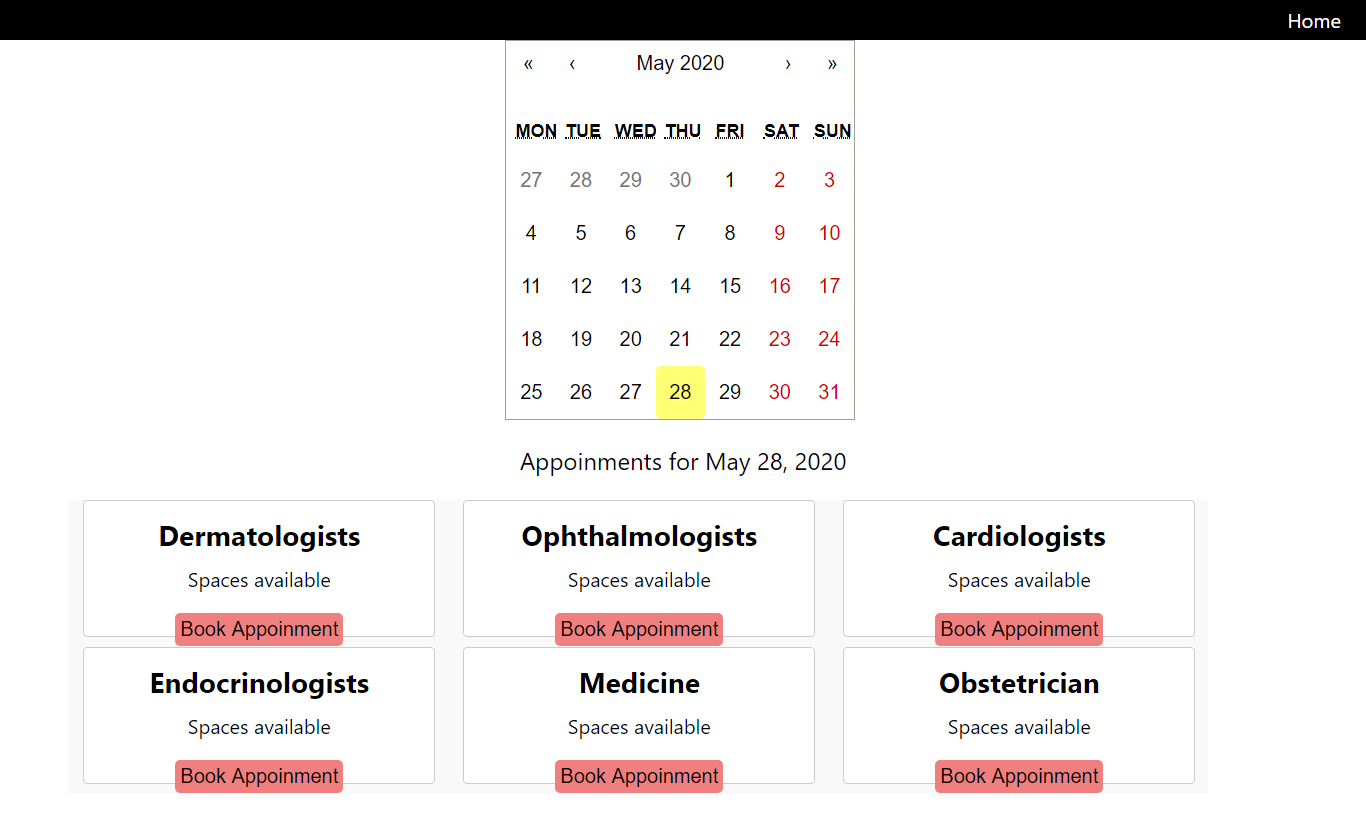 Home
« ‹ May 2020 › »
MON TUE WED THU FRI SAT SUN
27 28 29 30 1 2 3
4 5 6 7 8 9 10
11 12 13 14 15 16 17
18 19 20 21 22 23 24
25 26 27 28 29 30 31
Appoinments for May 28, 2020
Dermatologists Ophthalmologists Cardiologists
Spaces available Spaces available Spaces available
Book Appoinment Book Appoinment Book Appoinment
Endocrinologists Medicine Obstetrician
Spaces available Spaces available Spaces available
Book Appoinment Book Appoinment Book Appoinment